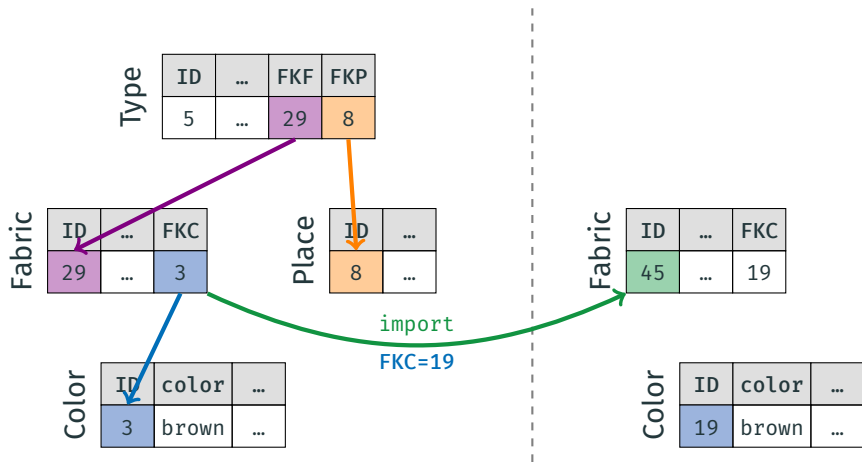 Type
ID … FKF FKP
5 … 29 8
Fabric
ID … FKC
29 … 3
Place
ID …
8 …
Fabric
ID … FKC
45 … 19
import
FKC=19
Color
ID color …
3 brown …
Color
ID color …
19 brown …